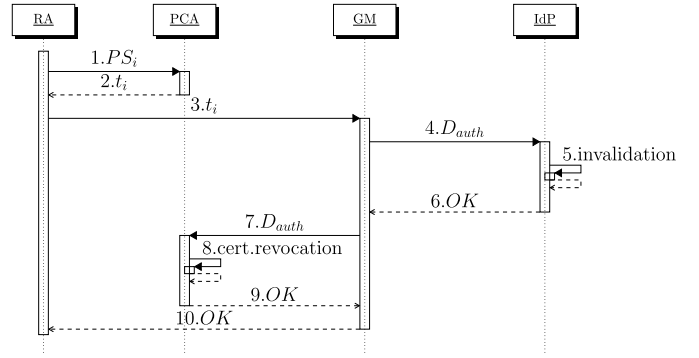 RA PCA GM IdP
1.PS_i
2.t_i
3.t_i
4.D_auth
5.invalidation
6.OK
7.D_auth
8.cert.revocation
9.OK
10.OK